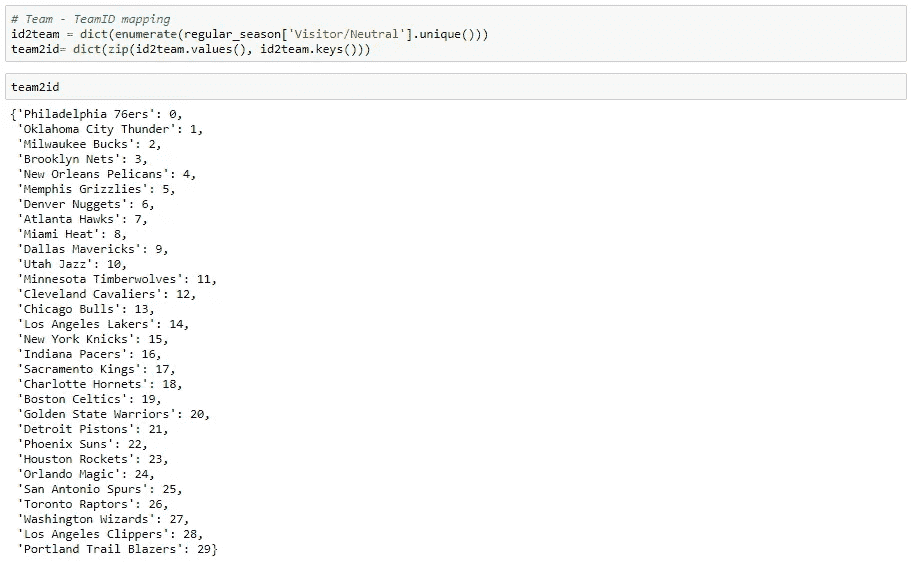 # Team - TeamID mapping
id2team = dict(enumerate(regular_season['Visitor/Neutral'].unique()))
team2id= dict(zip(id2team.values(), id2team.keys()))
team2id
{'Philadelphia 76ers': 0,
'Oklahoma City Thunder': 1,
'Milwaukee Bucks': 2,
'Brooklyn Nets': 3,
'New Orleans Pelicans': 4,
'Memphis Grizzlies': 5,
'Denver Nuggets': 6,
'Atlanta Hawks': 7,
'Miami Heat': 8,
'Dallas Mavericks': 9,
'Utah Jazz': 10,
'Minnesota Timberwolves': 11,
'Cleveland Cavaliers': 12,
'Chicago Bulls': 13,
'Los Angeles Lakers': 14,
'New York Knicks': 15,
'Indiana Pacers': 16,
'Sacramento Kings': 17,
'Charlotte Hornets': 18,
'Boston Celtics': 19,
'Golden State Warriors': 20,
'Detroit Pistons': 21,
'Phoenix Suns': 22,
'Houston Rockets': 23,
'Orlando Magic': 24,
'San Antonio Spurs': 25,
'Toronto Raptors': 26,
'Washington Wizards': 27,
'Los Angeles Clippers': 28,
'Portland Trail Blazers': 29}